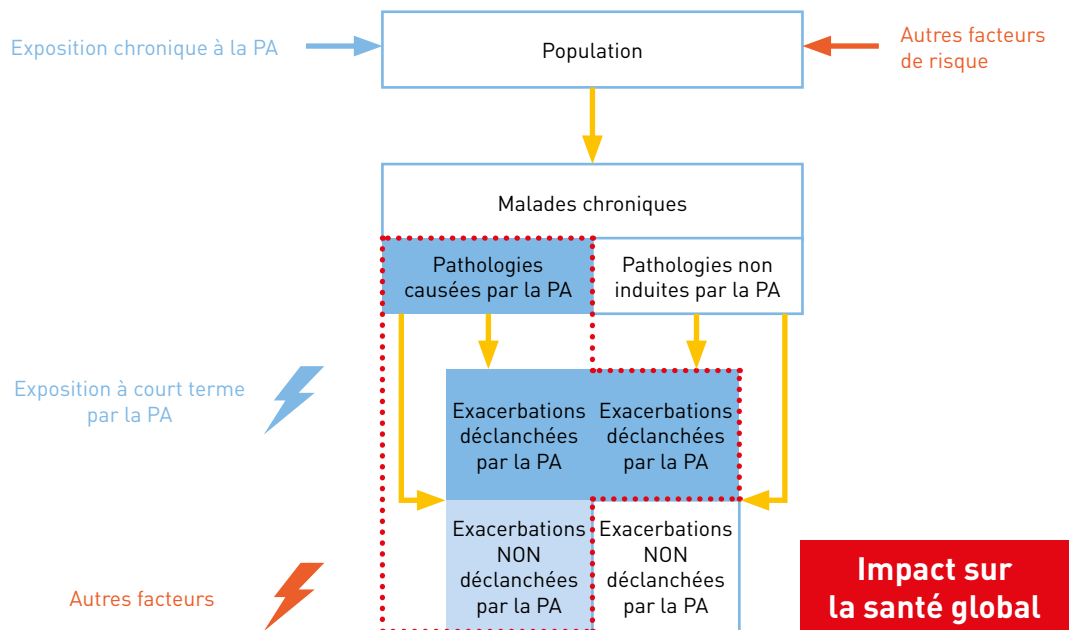 Exposition chronique à la PA
Population
Autres facteurs
de risque
Malades chroniques
Pathologies
causées par la PA
Pathologies non
induites par la PA
Exposition à court terme
par la PA
Exacerbations
déclanchées
par la PA
Exacerbations
déclanchées
par la PA
Autres facteurs
Exacerbations
NON
déclanchées
par la PA
Exacerbations
NON
déclanchées
par la PA
Impact sur
la santé global